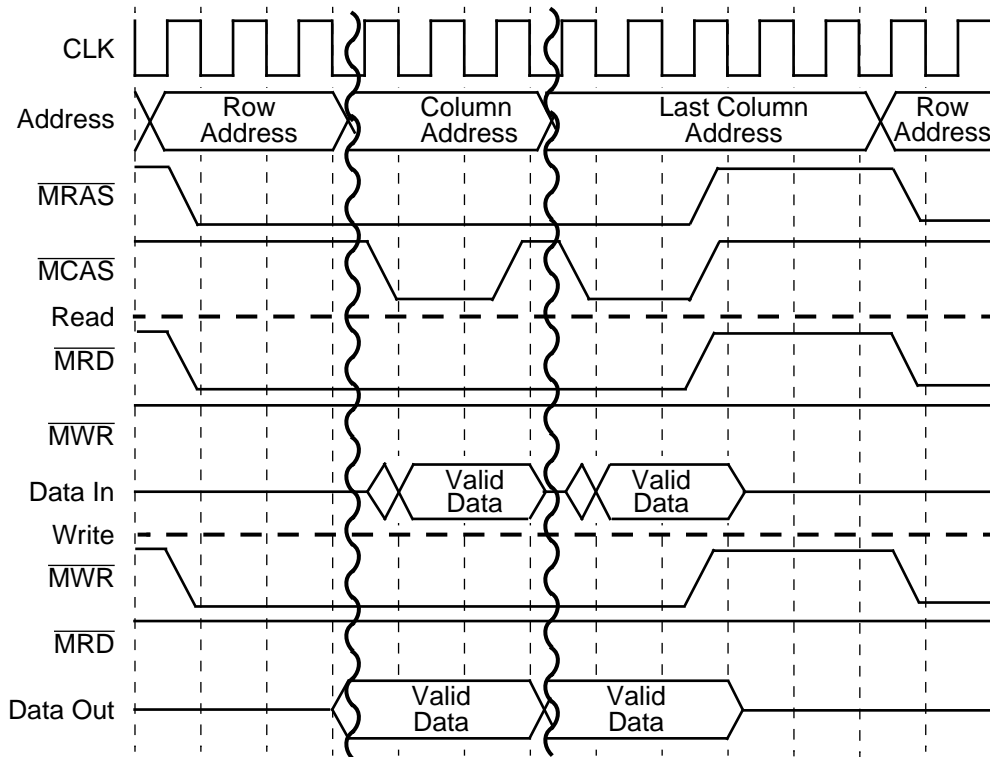 CLK
Address
Row
Address
Column
Address
Last Column
Address
Row
Address
MRAS
MCAS
Read
MRD
MWR
Data In
Valid
Data
Valid
Data
Write
MWR
MRD
Data Out
Valid
Data
Valid
Data